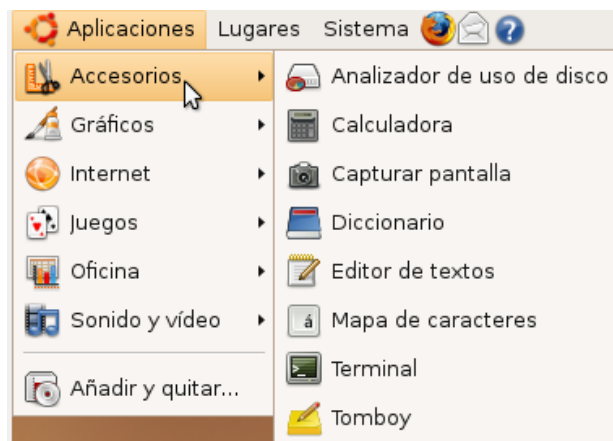 Aplicaciones Lugares Sistema
Accesorios
Gráficos
Internet
Juegos
Oficina
Sonido y vídeo
Añadir y quitar...
Analizador de uso de disco
Calculadora
Capturar pantalla
Diccionario
Editor de textos
á Mapa de caracteres
Terminal
Tomboy